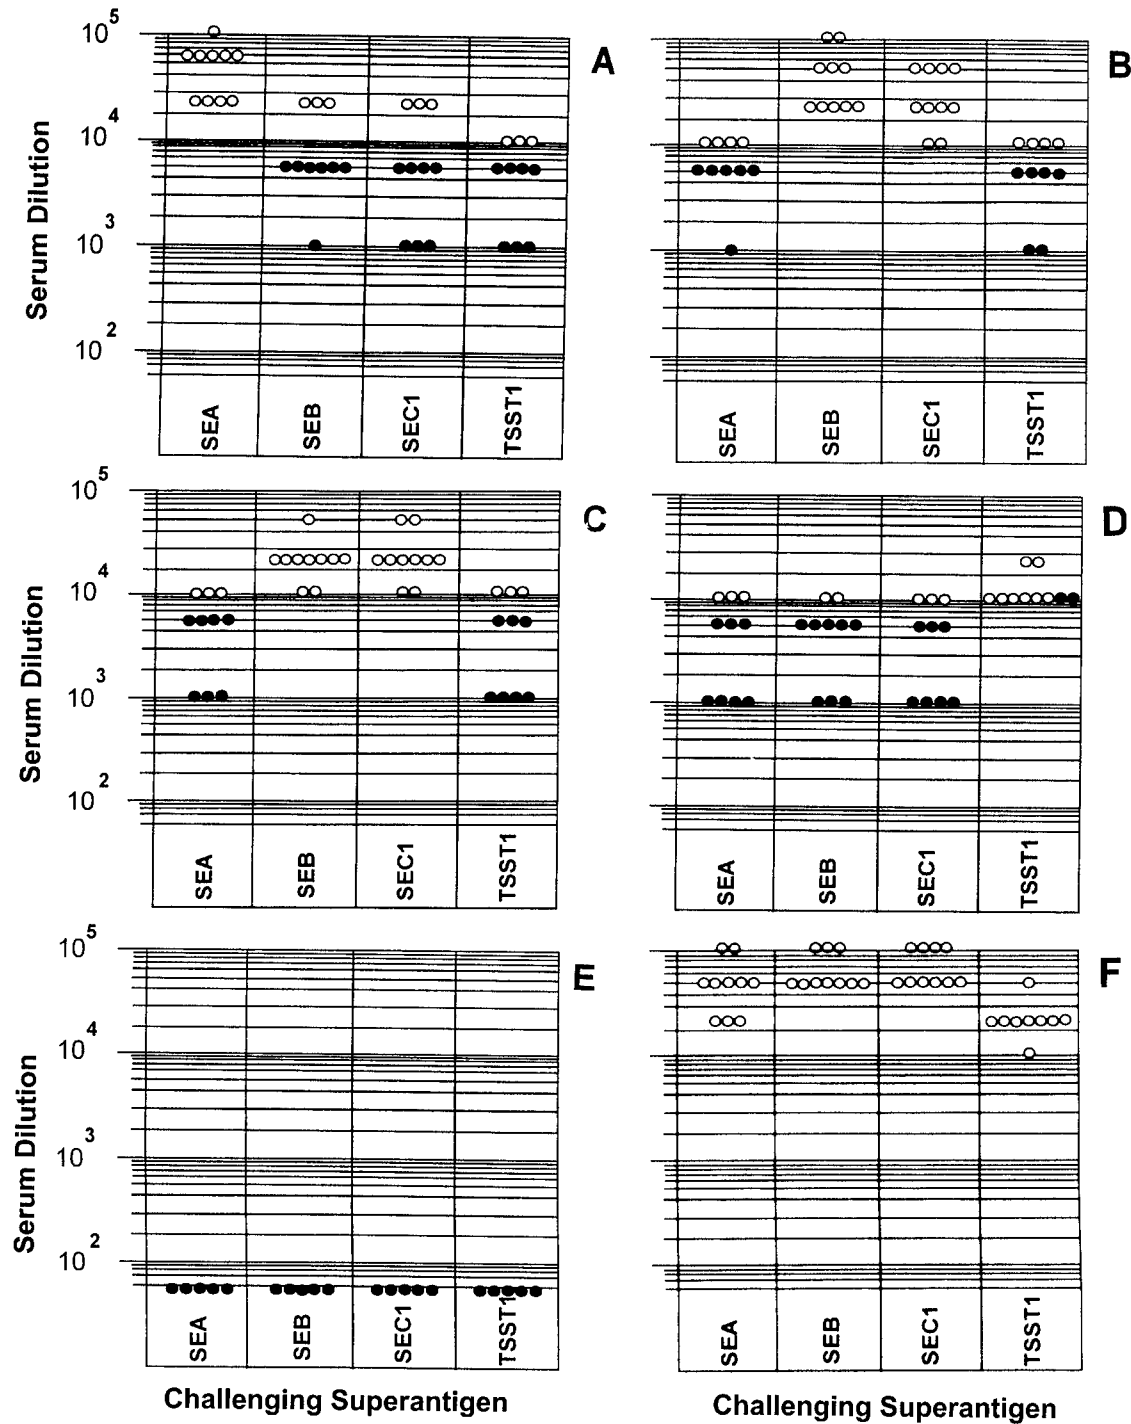 A
Serum Dilution
10^5
10^4
10^3
10^2
SEA SEB SEC1 TSST1
B
SEA SEB SEC1 TSST1
C
Serum Dilution
10^5
10^4
10^3
10^2
SEA SEB SEC1 TSST1
D
SEA SEB SEC1 TSST1
E
Serum Dilution
10^5
10^4
10^3
10^2
SEA SEB SEC1 TSST1
Challenging Superantigen
F
SEA SEB SEC1 TSST1
Challenging Superantigen